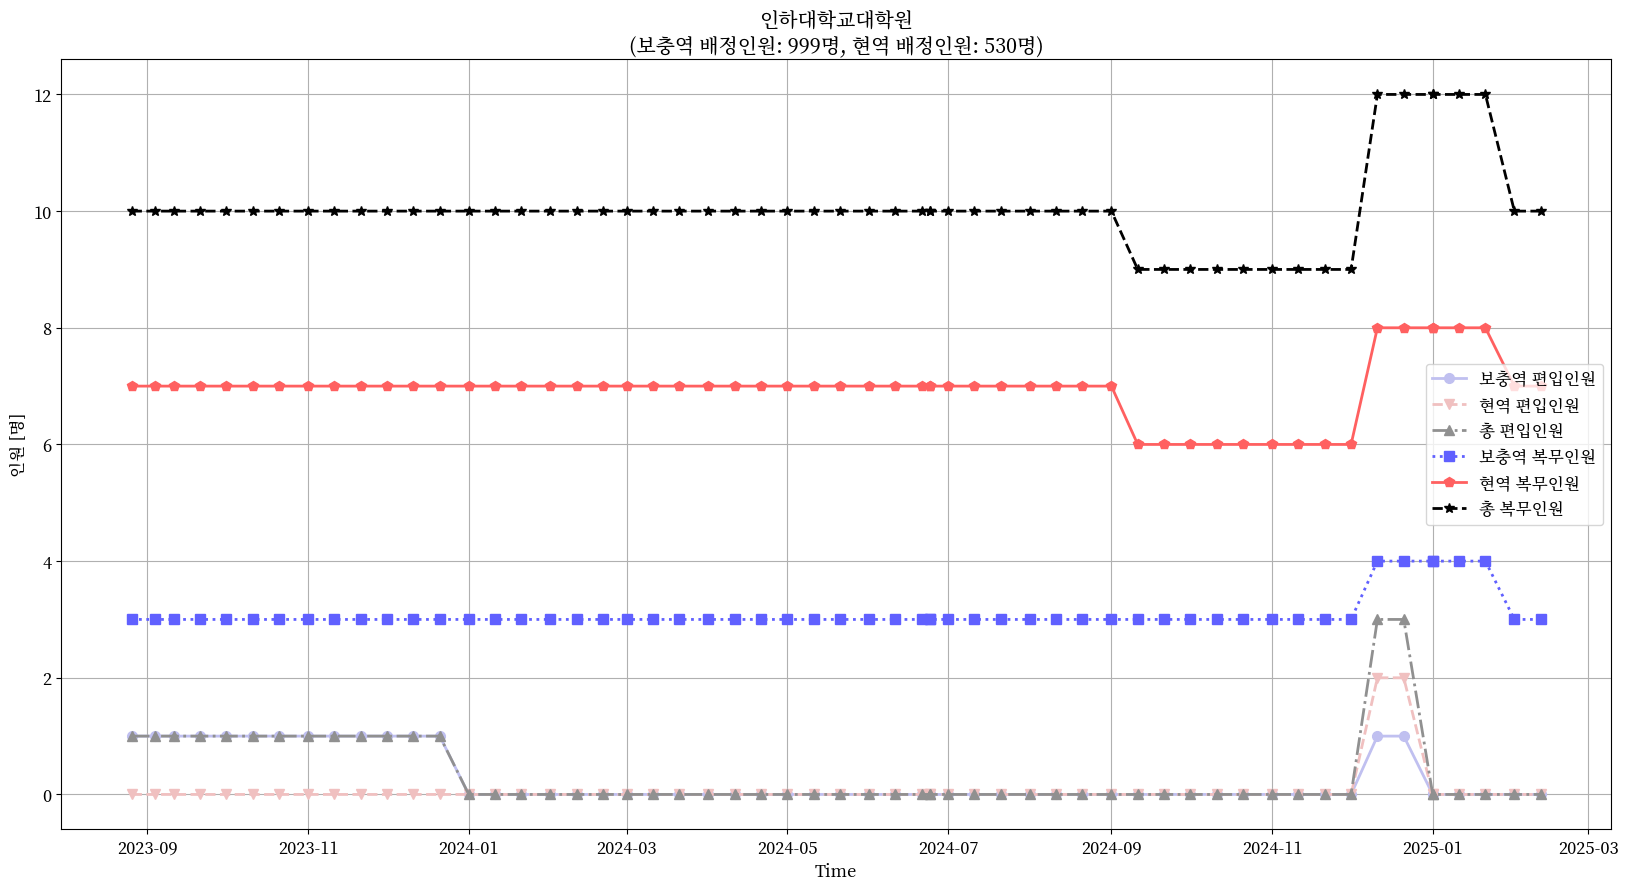 인하대학교대학원
(보충역 배정인원: 999명, 현역 배정인원: 530명)
인원 [명]
12
10
8
6
4
2
0
보충역 편입인원
현역 편입인원
총 편입인원
보충역 복무인원
현역 복무인원
총 복무인원
2023-09
2023-11
2024-01
2024-03
2024-05
2024-07
2024-09
2024-11
2025-01
2025-03
Time